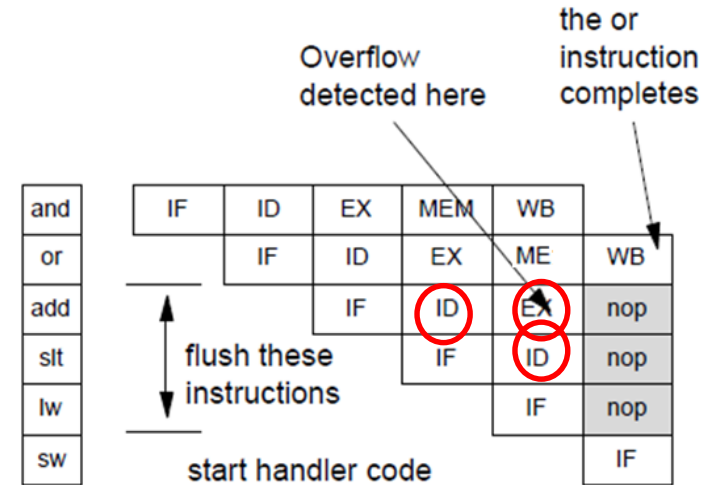 the or
instruction
completes
Overflow
detected here
and IF ID EX MEM WB
or IF ID EX ME WB
add IF ID EX nop
slt flush these IF ID nop
instructions
lw IF nop
sw start handler code IF